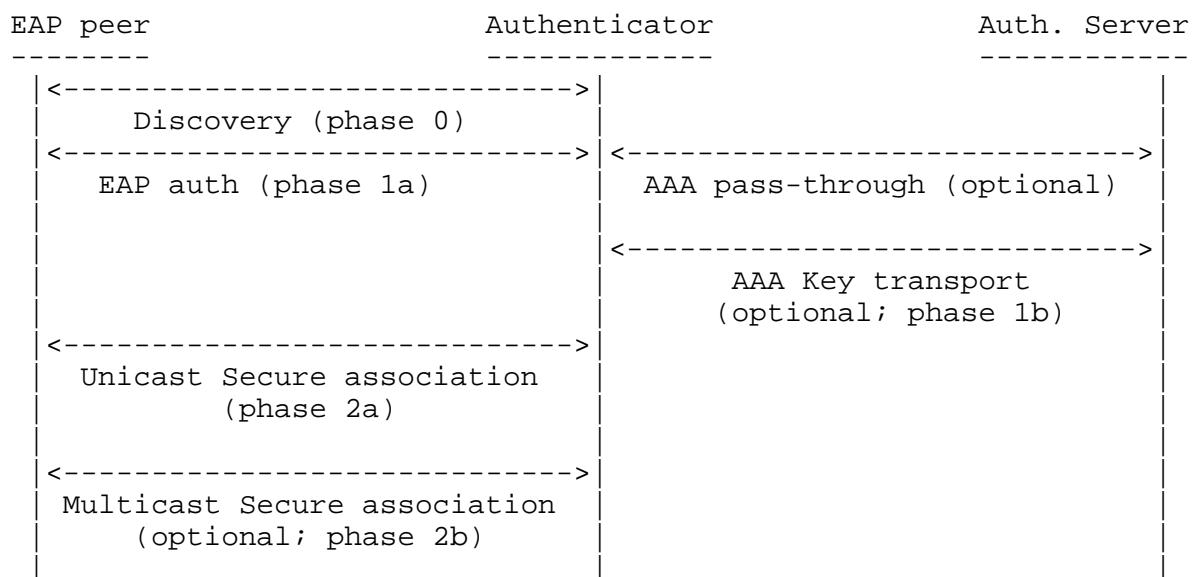 EAP peer                   Authenticator               Auth. Server
--------                   -------------               ------------
 |<----------------------------->|                               |
 |     Discovery (phase 0)       |                               |
 |<----------------------------->|<----------------------------->|
 |   EAP auth (phase 1a)         |  AAA pass-through (optional)  |
 |                               |                               |
 |                               |<----------------------------->|
 |                               |       AAA Key transport       |
 |                               |      (optional; phase 1b)     |
 |<----------------------------->|                               |
 |  Unicast Secure association   |                               |
 |          (phase 2a)           |                               |
 |                               |                               |
 |<----------------------------->|                               |
 | Multicast Secure association  |                               |
 |     (optional; phase 2b)      |                               |
 |                               |                               |